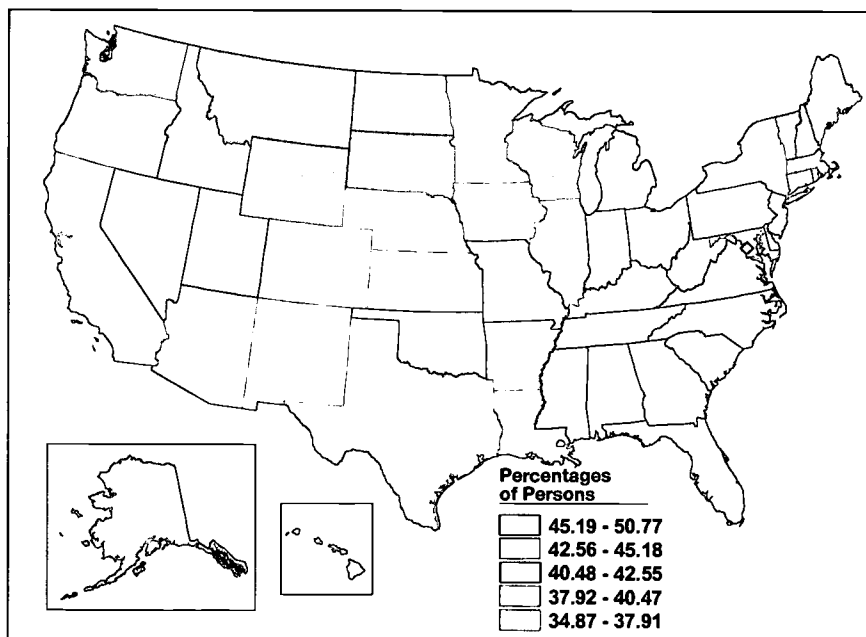 Percentages
of Persons
45.19 - 50.77
42.56 - 45.18
40.48 - 42.55
37.92 - 40.47
34.87 - 37.91